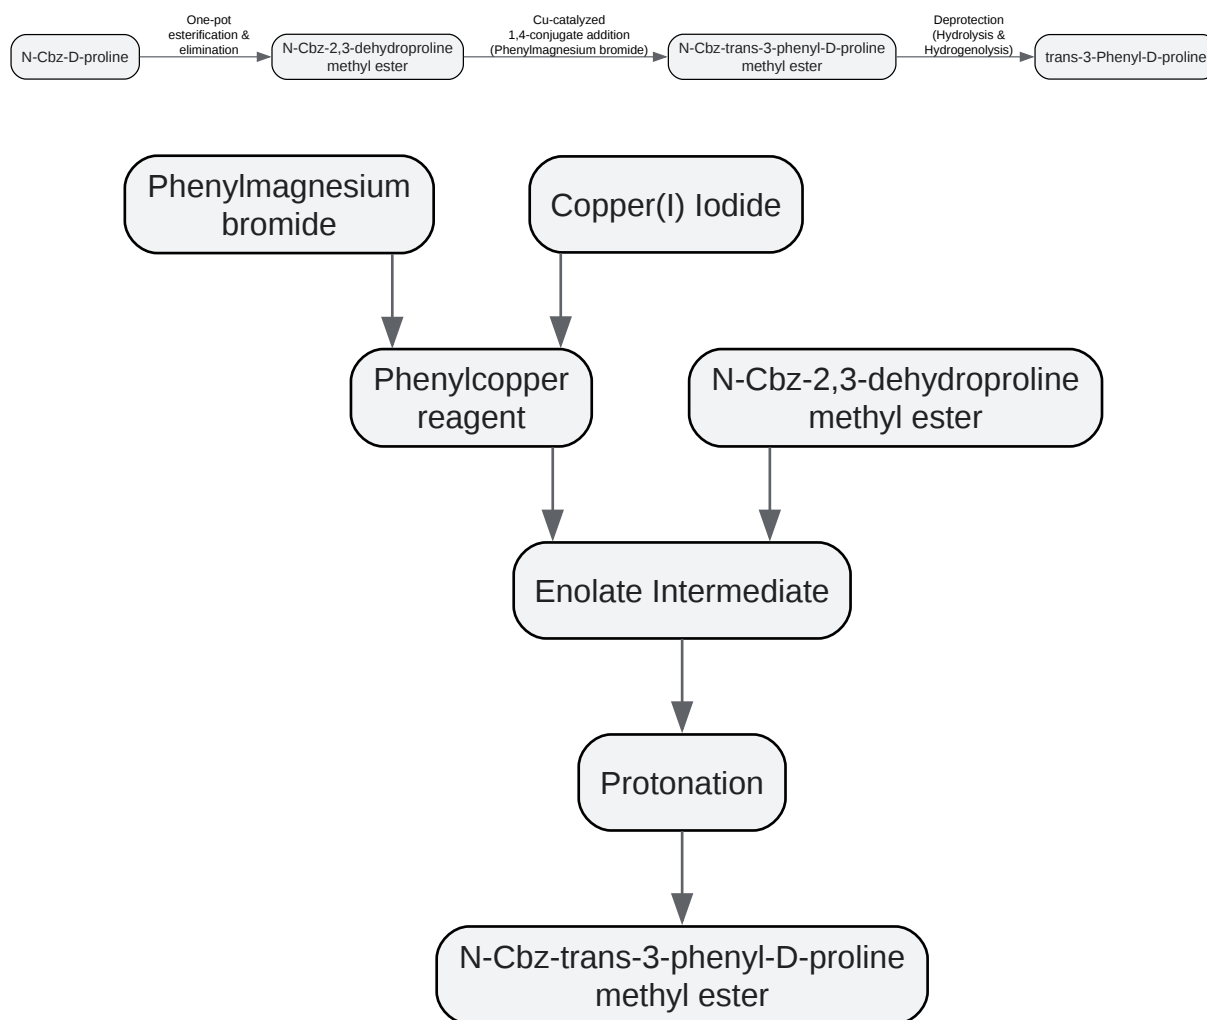 N-Cbz-D-proline
One-pot
esterification &
elimination
N-Cbz-2,3-dehydroproline
methyl ester
Cu-catalyzed
1,4-conjugate addition
(Phenylmagnesium bromide)
N-Cbz-trans-3-phenyl-D-proline
methyl ester
Deprotection
(Hydrolysis &
Hydrogenolysis)
trans-3-Phenyl-D-proline
Phenylmagnesium
bromide
Copper(I) Iodide
Phenylcopper
reagent
N-Cbz-2,3-dehydroproline
methyl ester
Enolate Intermediate
Protonation
N-Cbz-trans-3-phenyl-D-proline
methyl ester